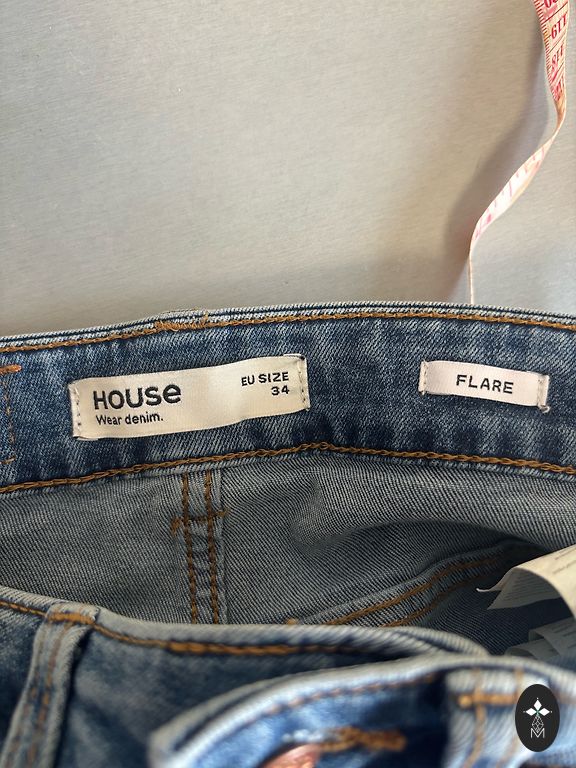 HOUSE
Wear denim.
EU SIZE
34
FLARE